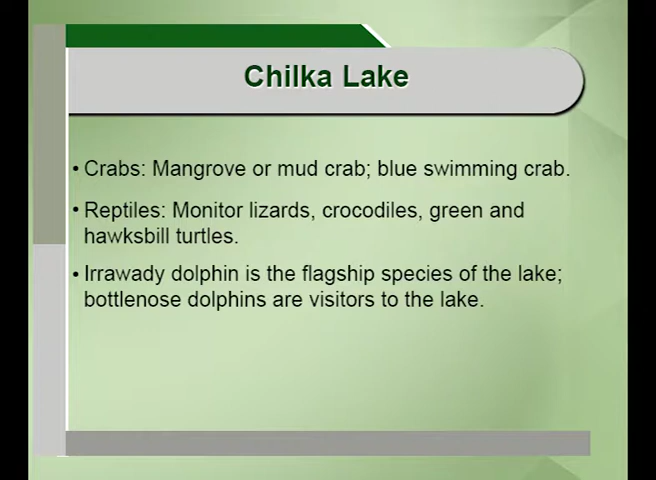 Chilka Lake
• Crabs: Mangrove or mud crab; blue swimming crab.
• Reptiles: Monitor lizards, crocodiles, green and
hawksbill turtles.
• Irrawady dolphin is the flagship species of the lake;
bottlenose dolphins are visitors to the lake.